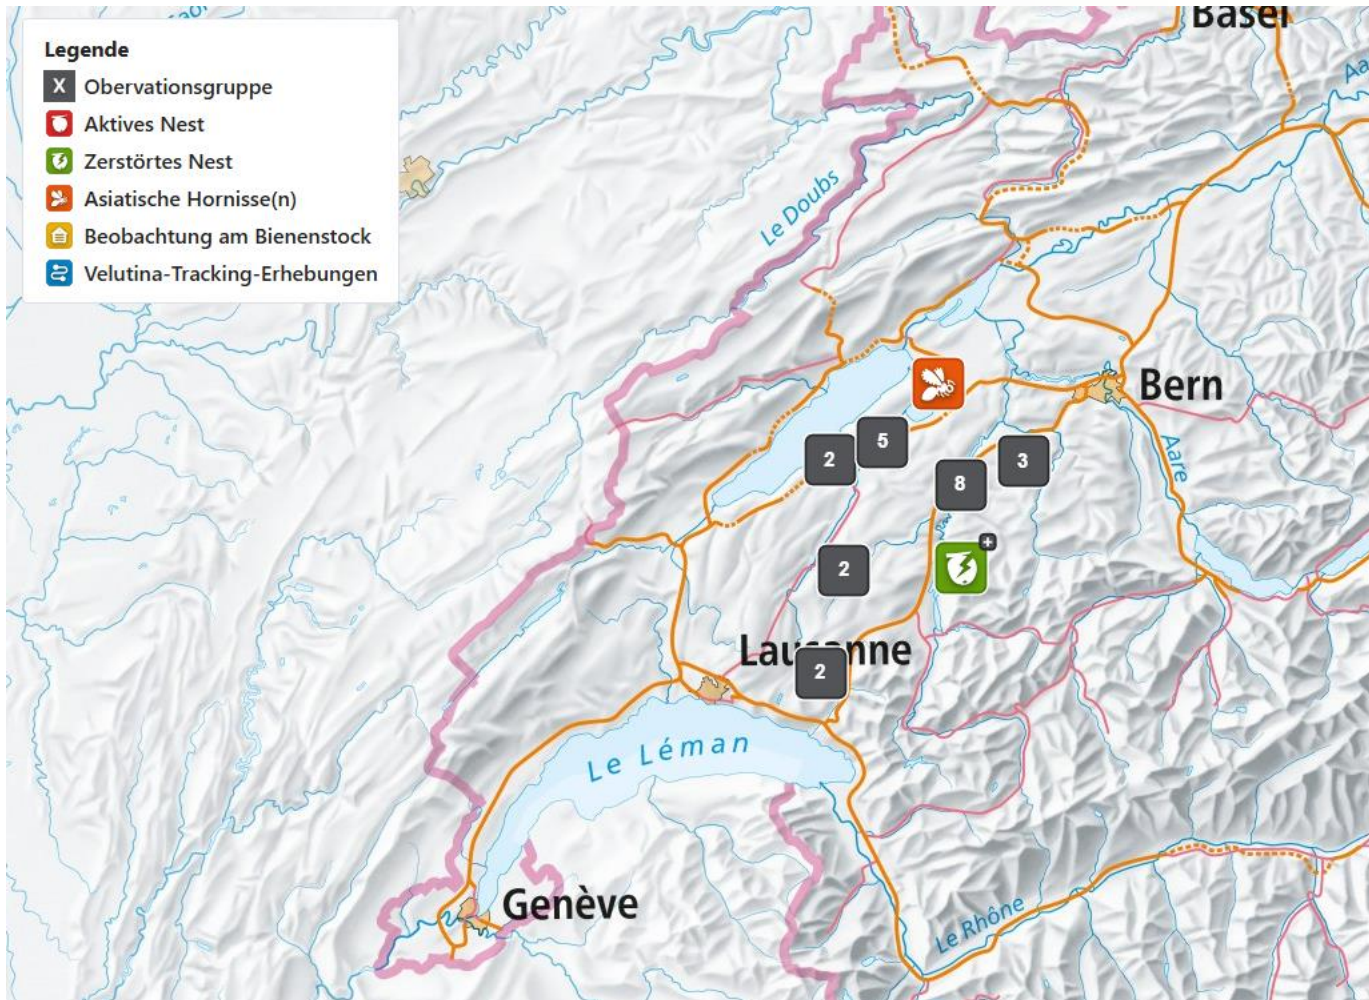 Basel
Legende
X Obervationsgruppe
Aktives Nest
Zerstörtes Nest
Asiatische Hornisse(n)
Beobachtung am Bienenstock
Velutina-Tracking-Erhebungen
Le Doubs
Bern
Aare
5
2
3
8
2
+
Lausanne
2
Le Léman
Genève
Le Rhône